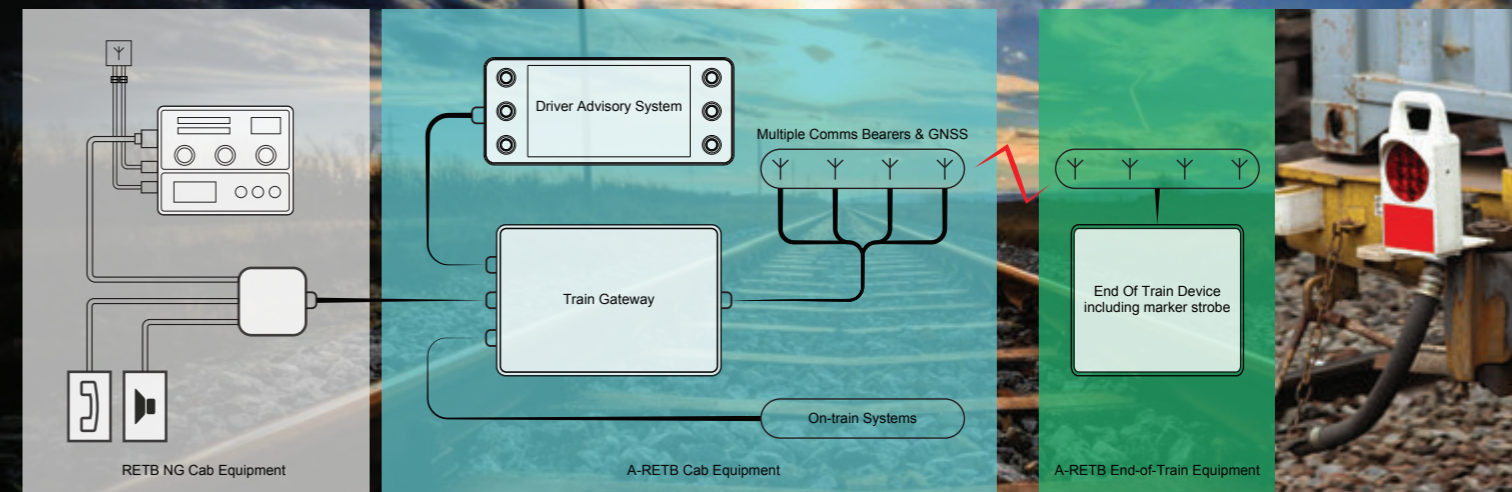 Driver Advisory System
Multiple Comms Bearers & GNSS
Train Gateway
End Of Train Device
including marker strobe
On-train Systems
RETB NG Cab Equipment
A-RETB Cab Equipment
A-RETB End-of-Train Equipment